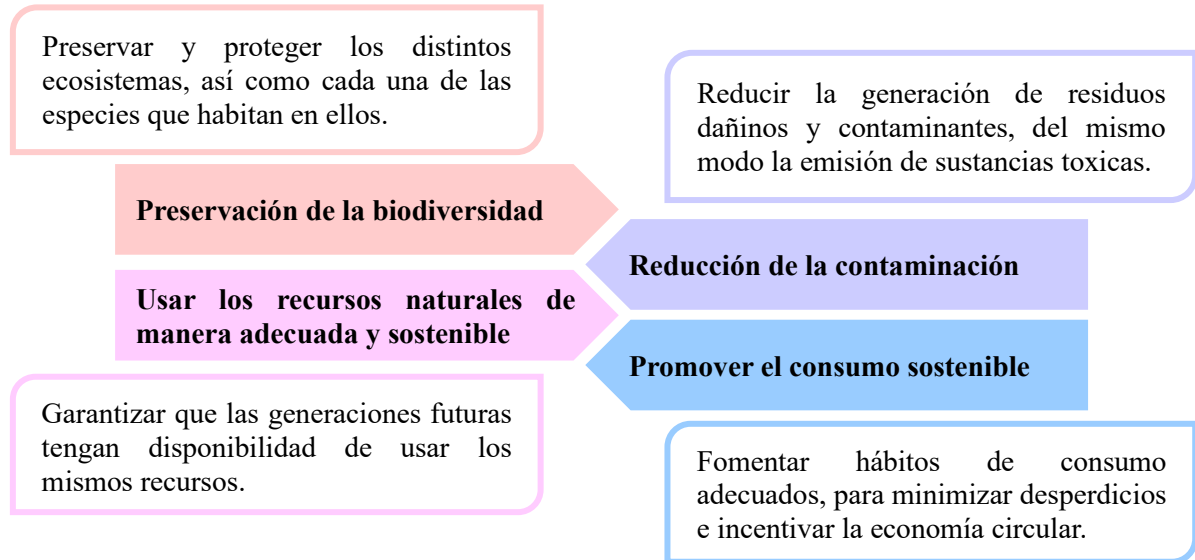 Preservar y proteger los distintos
ecosistemas, así como cada una de las
especies que habitan en ellos.
Preservación de la biodiversidad
Reducir la generación de residuos
dañinos y contaminantes, del mismo
modo la emisión de sustancias toxicas.
Reducción de la contaminación
Usar los recursos naturales de
manera adecuada y sostenible
Garantizar que las generaciones futuras
tengan disponibilidad de usar los
mismos recursos.
Promover el consumo sostenible
Fomentar hábitos de consumo
adecuados, para minimizar desperdicios
e incentivar la economía circular.